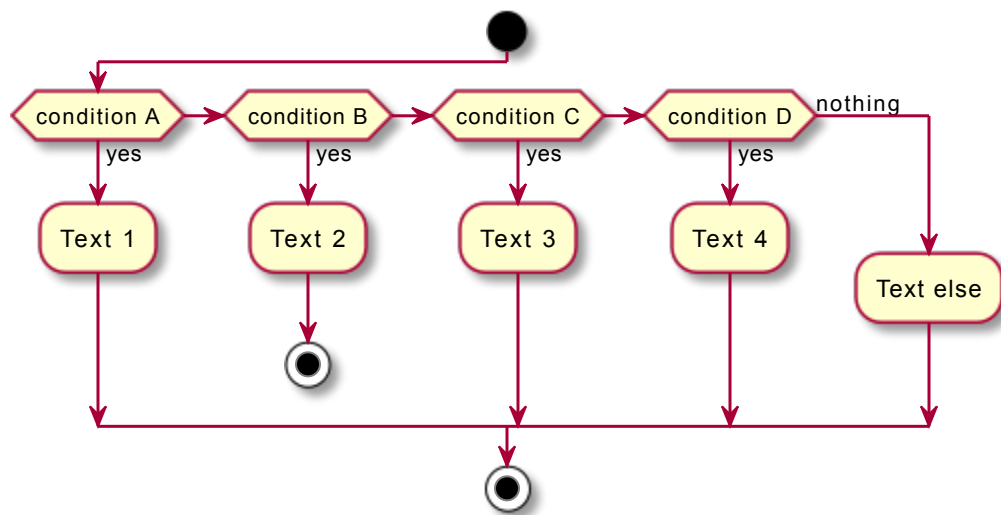 condition A
condition B
condition C
condition D
nothing
yes
yes
yes
yes
Text 1
Text 2
Text 3
Text 4
Text else